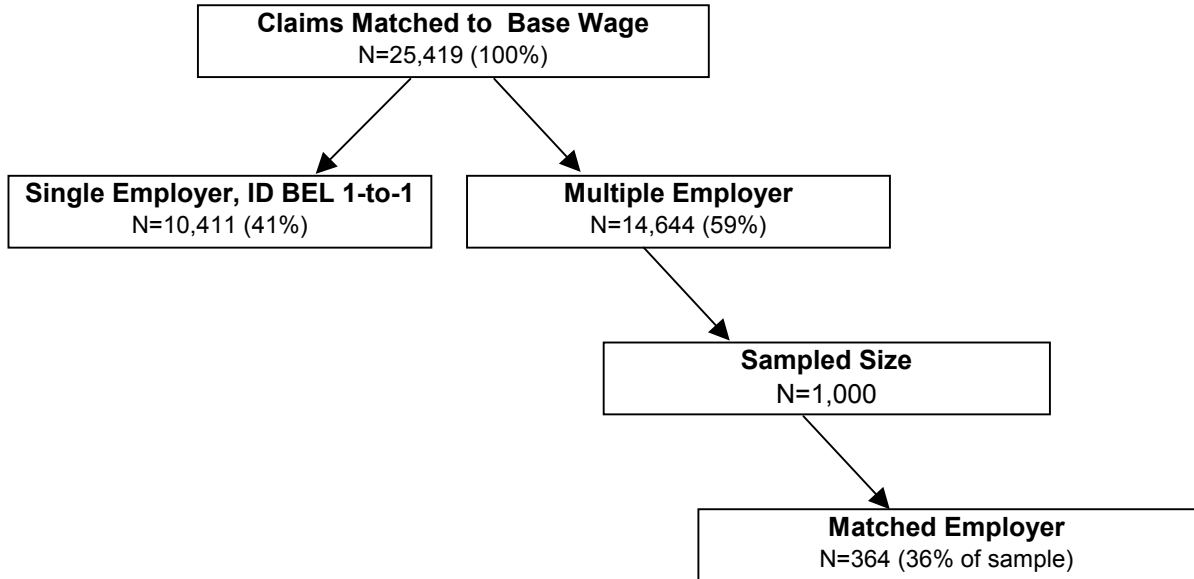 Claims Matched to  Base Wage
N=25,419 (100%)
Single Employer, ID BEL 1-to-1
N=10,411 (41%)
Multiple Employer
N=14,644 (59%)
Sampled Size
N=1,000
Matched Employer
N=364 (36% of sample)